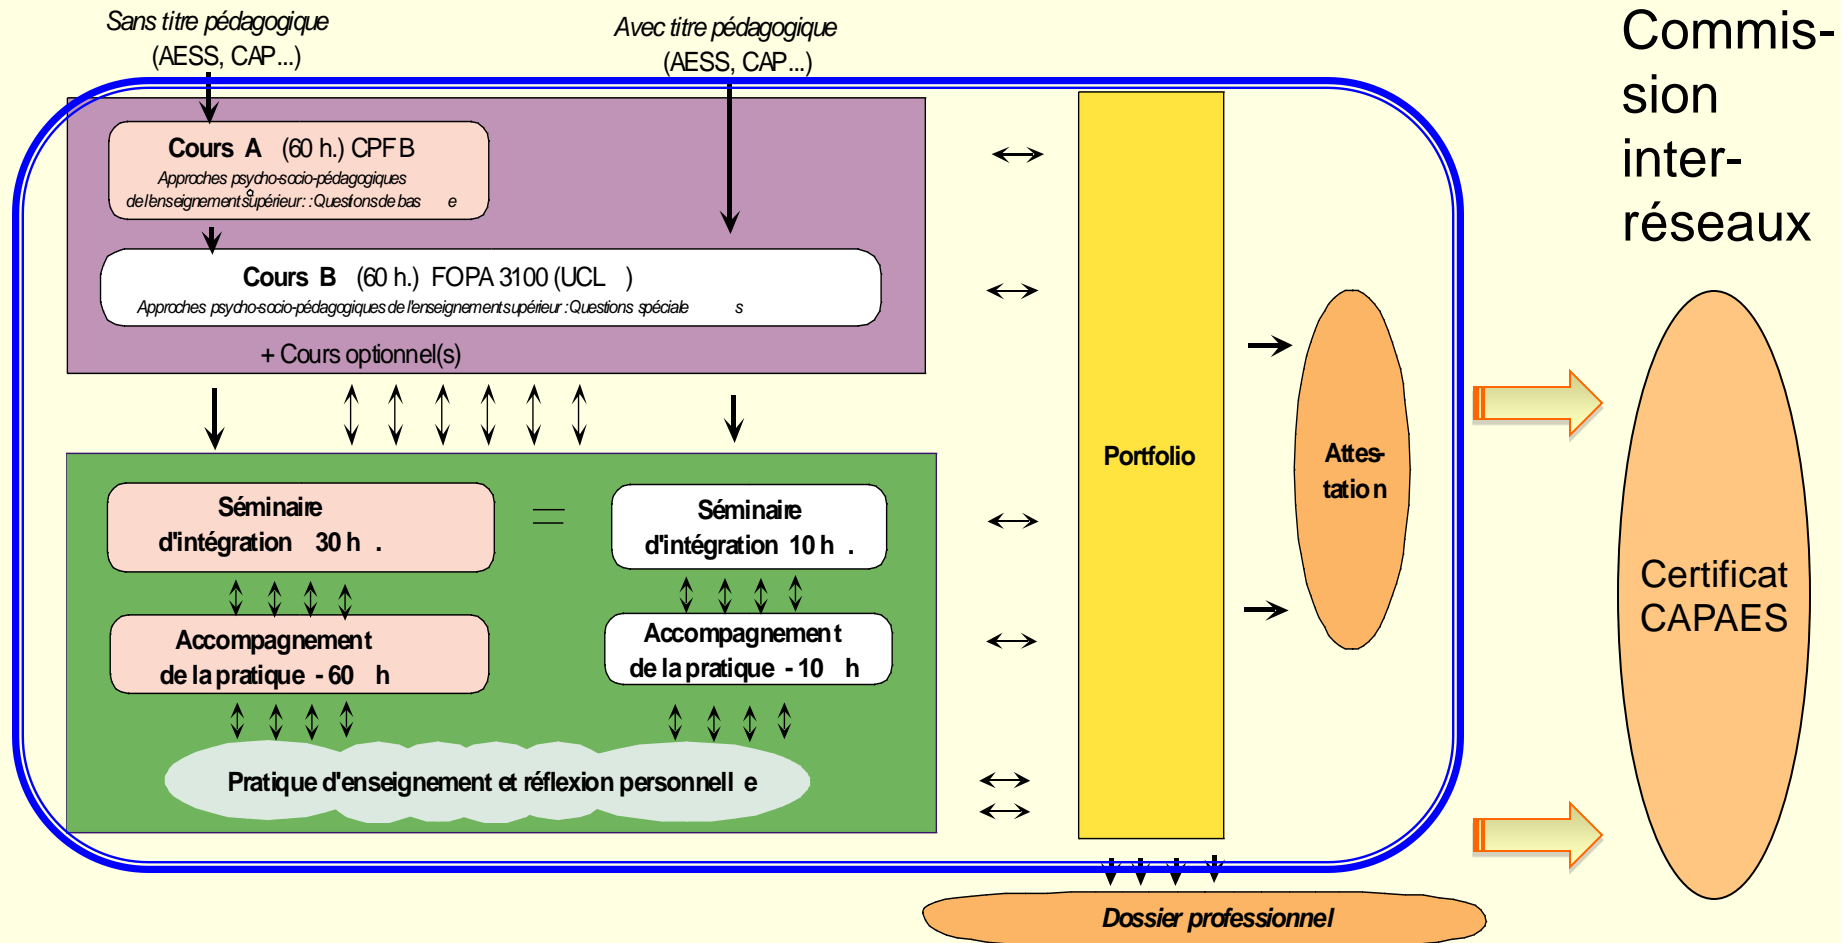 Sans titre pédagogique
(AESS, CAP...)
Avec titre pédagogique
(AESS, CAP...)
Commis-
sion
inter-
réseaux
Cours A (60 h.) CPFB
Approches psycho-socio-pédagogiques
de l'enseignement supérieur: : Questions de bas e
Cours B (60 h.) FOPA 3100 (UCL )
Approches psycho-socio-pédagogiques de l'enseignement supérieur : Questions spéciale s
+ Cours optionnel(s)
Séminaire
d'intégration 30 h .
=
Séminaire
d'intégration 10 h .
Accompagnement
de la pratique - 60 h
Accompagnement
de la pratique - 10 h
Pratique d'enseignement et réflexion personnell e
Portfolio
Attes-
tation
Certificat
CAPAES
Dossier professionnel